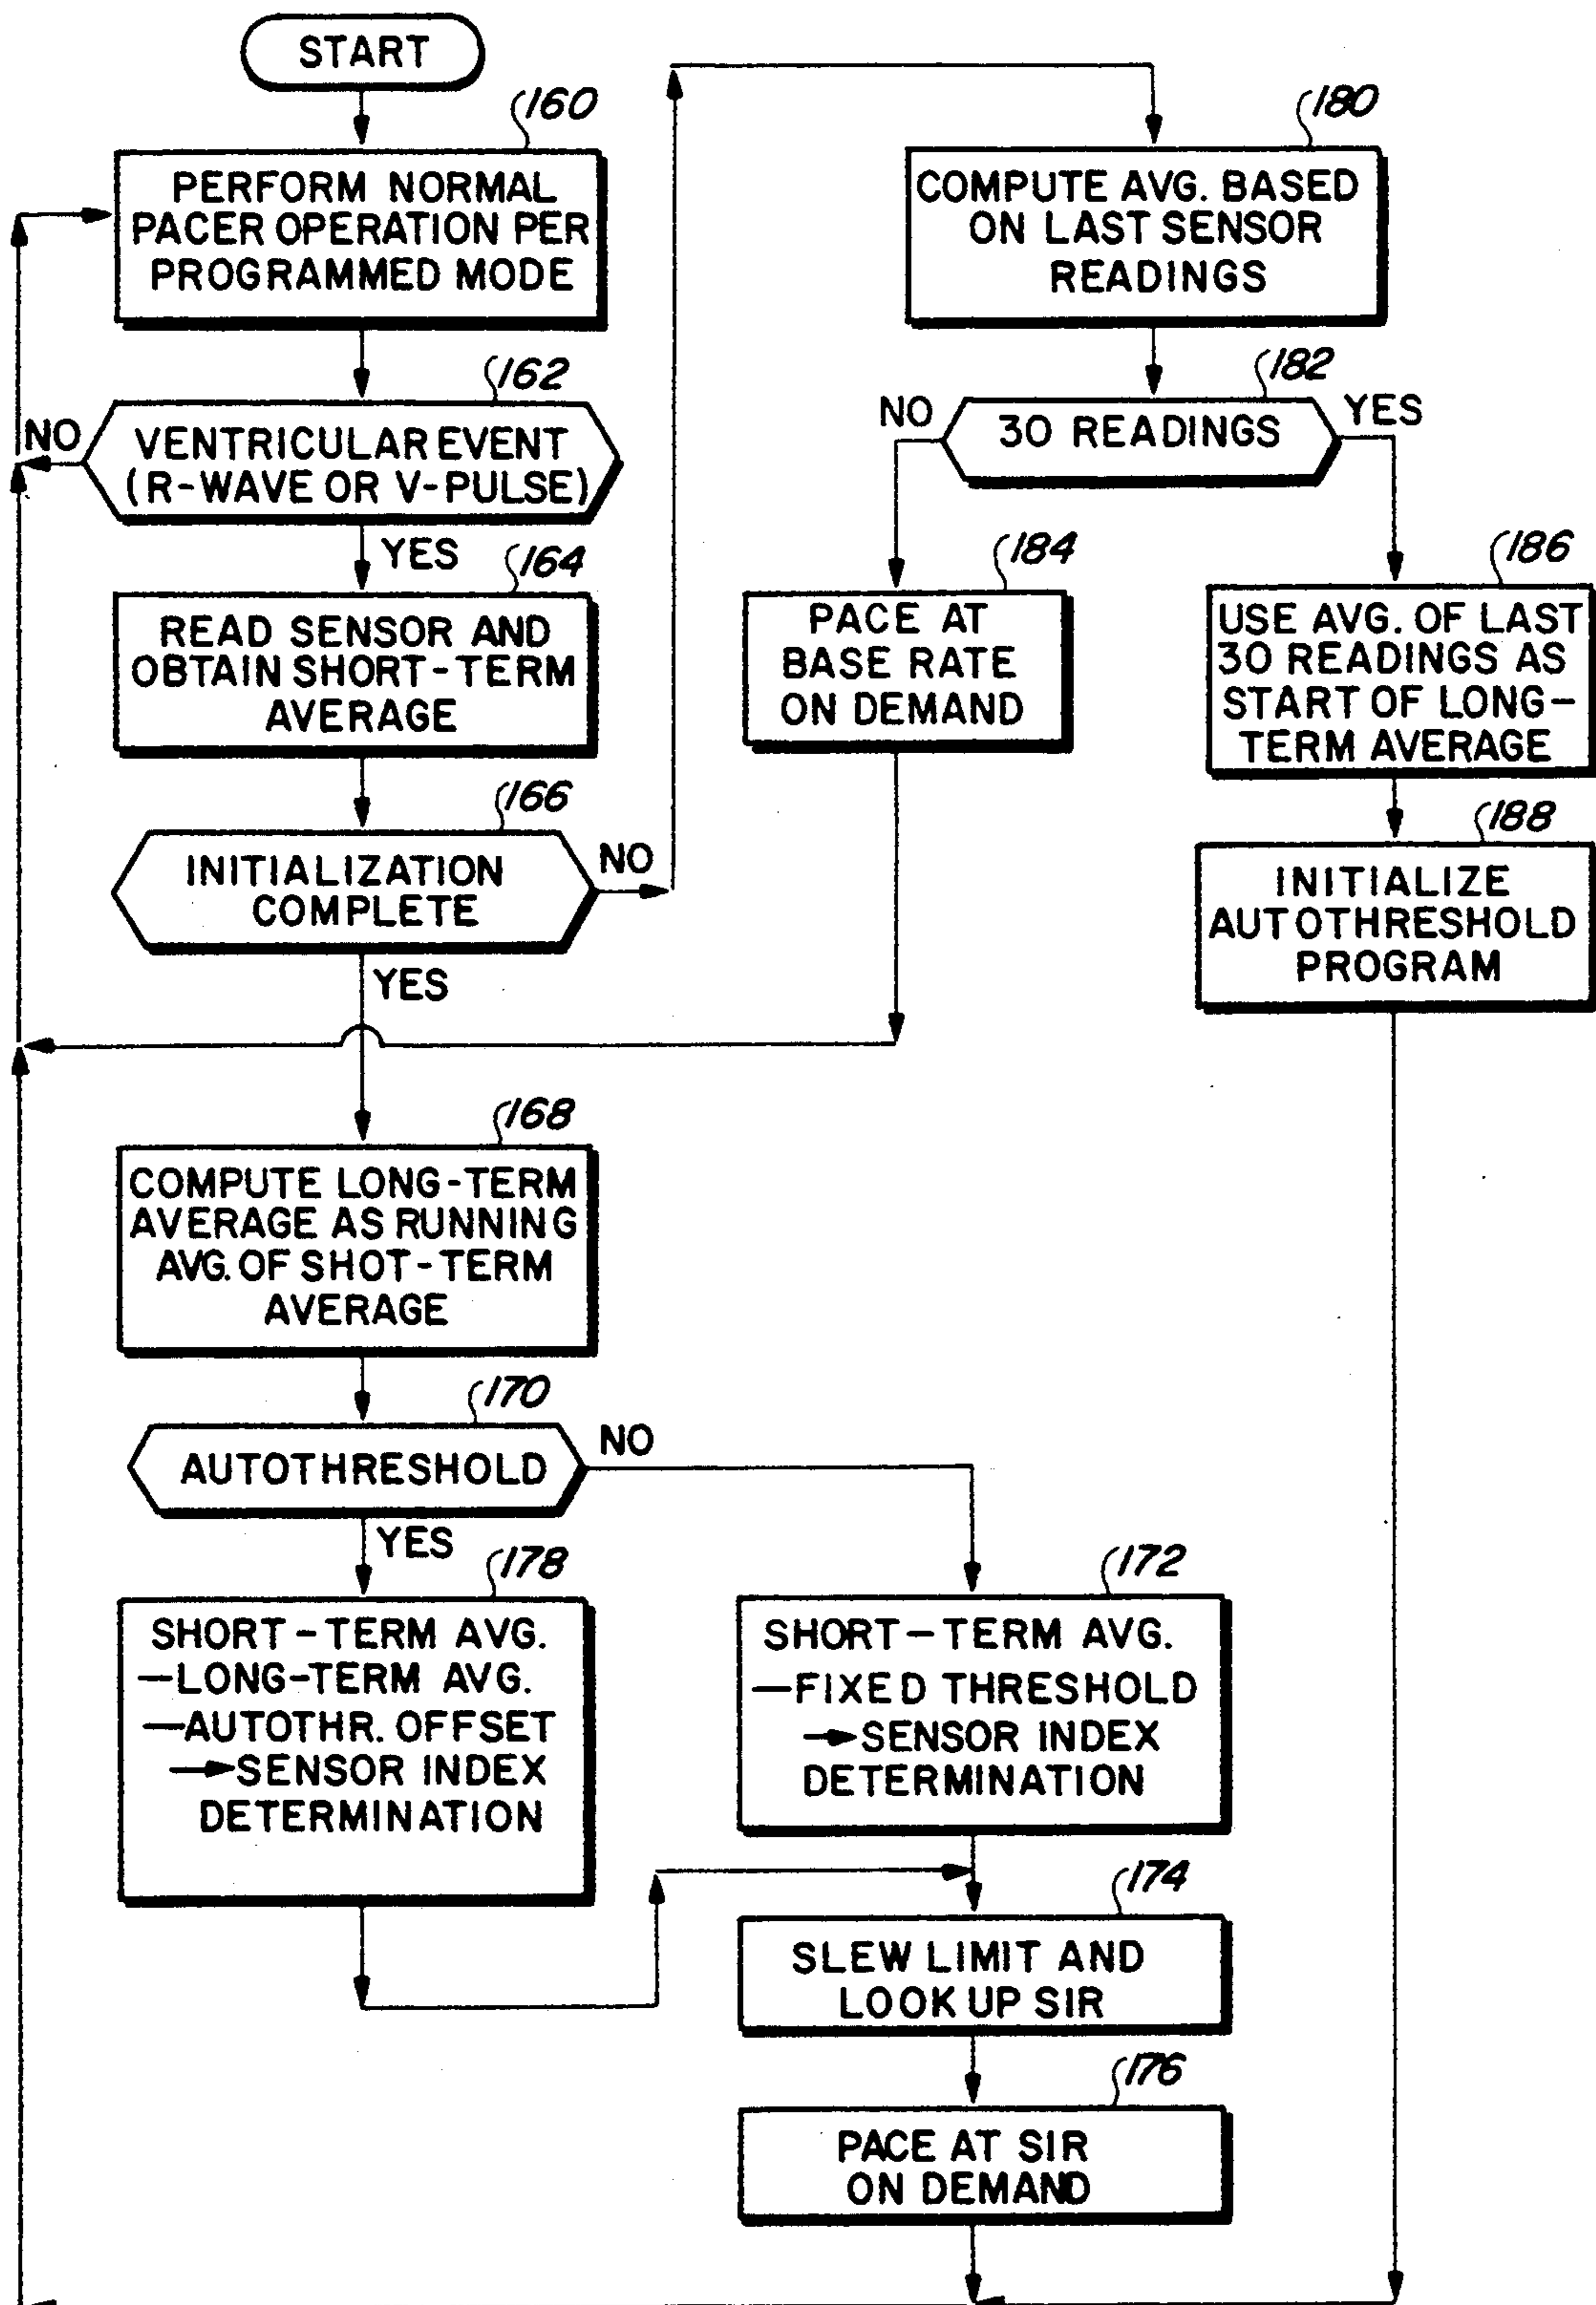 START
160
PERFORM NORMAL
PACER OPERATION PER
PROGRAMMED MODE
162
NO
VENTRICULAR EVENT
(R-WAVE OR V-PULSE)
YES
164
READ SENSOR AND
OBTAIN SHORT-TERM
AVERAGE
166
INITIALIZATION
COMPLETE
NO
YES
168
COMPUTE LONG-TERM
AVERAGE AS RUNNING
AVG. OF SHOT-TERM
AVERAGE
170
AUTOTHRESHOLD
NO
YES
178
SHORT-TERM AVG.
—LONG-TERM AVG.
—AUTOTHR. OFFSET
→SENSOR INDEX
DETERMINATION
172
SHORT-TERM AVG.
—FIXED THRESHOLD
→SENSOR INDEX
DETERMINATION
174
SLEW LIMIT AND
LOOK UP SIR
176
PACE AT SIR
ON DEMAND
180
COMPUTE AVG. BASED
ON LAST SENSOR
READINGS
182
NO
30 READINGS
YES
184
PACE AT
BASE RATE
ON DEMAND
186
USE AVG. OF LAST
30 READINGS AS
START OF LONG-
TERM AVERAGE
188
INITIALIZE
AUTOTHRESHOLD
PROGRAM